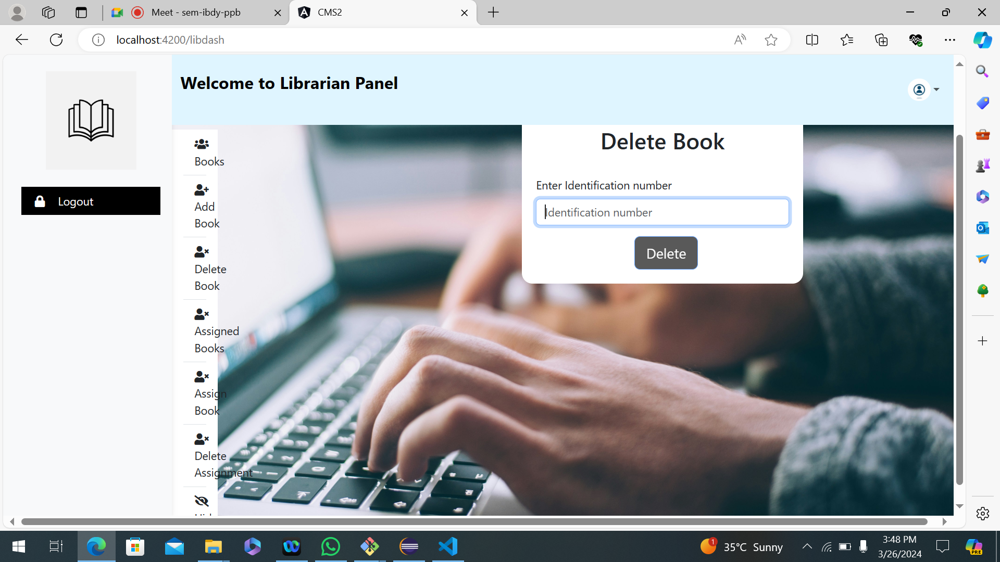 Meet - sem-ibdy-ppb
CMS2
localhost:4200/libdash
Welcome to Librarian Panel
Logout
Books
Add
Book
Delete
Book
Assigned
Books
Assign
Book
Delete
Assignment
Delete Book
Enter Identification number
Identification number
Delete
1
35°C Sunny
3:48 PM
3/26/2024
PRE